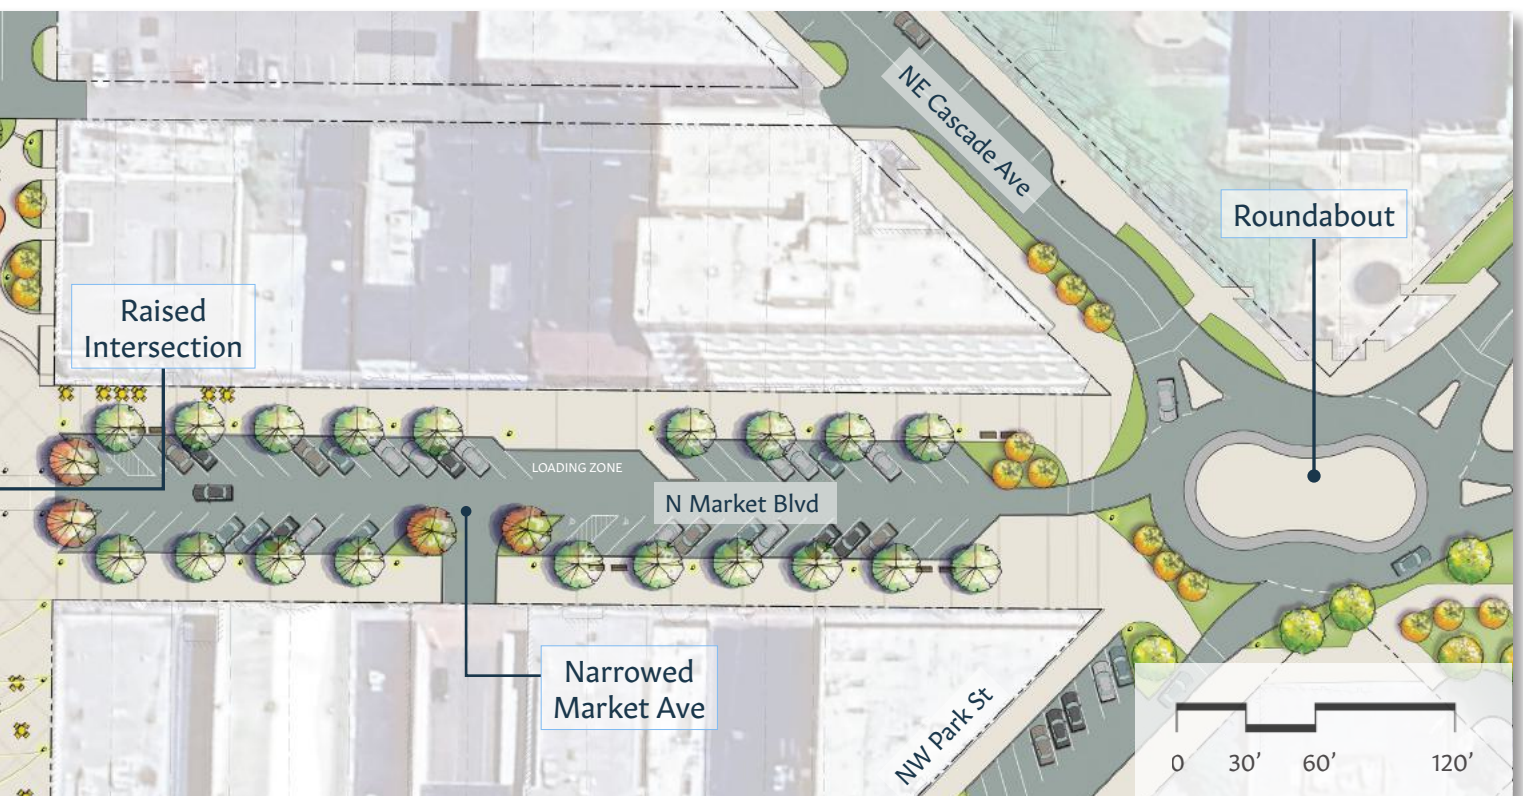 NE Cascade Ave
Roundabout
Raised
Intersection
LOADING ZONE
N Market Blvd
Narrowed
Market Ave
NW Park St
0 30’ 60’ 120’